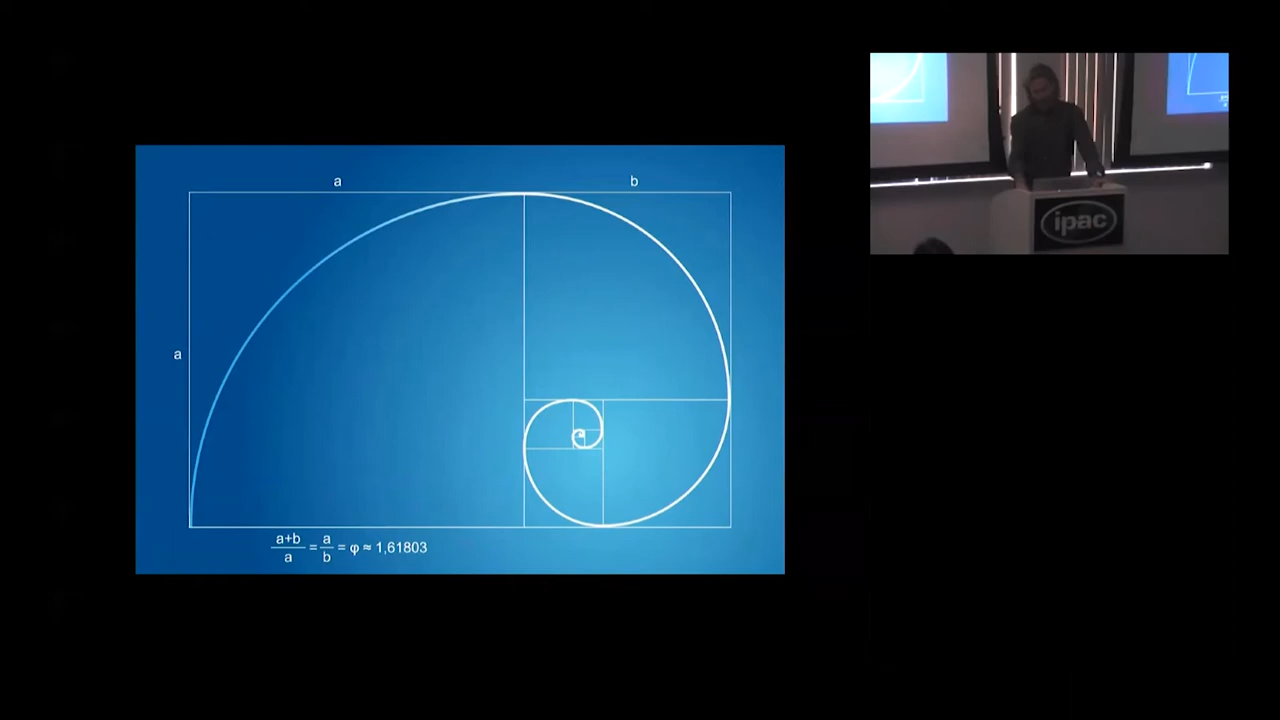 a
b
a
a+b
a
=
a
b
= φ ≈ 1,61803
ipac